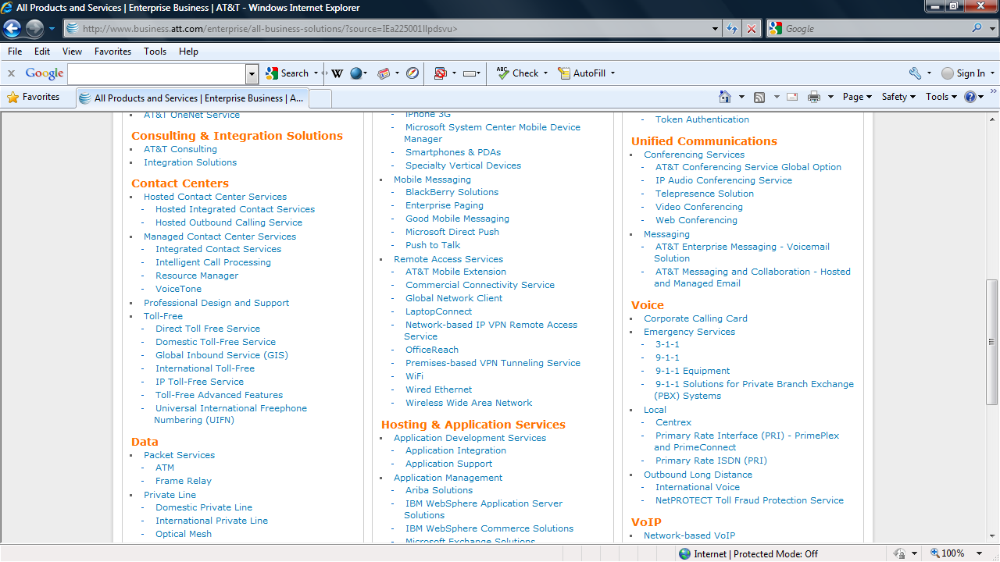 All Products and Services | Enterprise Business | AT&T - Windows Internet Explorer
http://www.business.att.com/enterprise/all-business-solutions/?source=IEa225001llpdsvu>
Google
File Edit View Favorites Tools Help
x Google Search W ABC Check AutoFill Sign In
Favorites All Products and Services | Enterprise Business | A... Page Safety Tools
AT&T OneNet Service
Consulting & Integration Solutions
AT&T Consulting
Integration Solutions
Contact Centers
Hosted Contact Center Services
- Hosted Integrated Contact Services
- Hosted Outbound Calling Service
Managed Contact Center Services
- Integrated Contact Services
- Intelligent Call Processing
- Resource Manager
- VoiceTone
Professional Design and Support
Toll-Free
- Direct Toll Free Service
- Domestic Toll-Free Service
- Global Inbound Service (GIS)
- International Toll-Free
- IP Toll-Free Service
- Toll-Free Advanced Features
- Universal International Freephone
Numbering (UIFN)
Data
Packet Services
- ATM
- Frame Relay
Private Line
- Domestic Private Line
- International Private Line
- Optical Mesh
- iPhone 3G
- Microsoft System Center Mobile Device
Manager
- Smartphones & PDAs
- Specialty Vertical Devices
Mobile Messaging
- BlackBerry Solutions
- Enterprise Paging
- Good Mobile Messaging
- Microsoft Direct Push
- Push to Talk
Remote Access Services
- AT&T Mobile Extension
- Commercial Connectivity Service
- Global Network Client
- LaptopConnect
- Network-based IP VPN Remote Access
Service
- OfficeReach
- Premises-based VPN Tunneling Service
- WiFi
- Wired Ethernet
- Wireless Wide Area Network
Hosting & Application Services
Application Development Services
- Application Integration
- Application Support
Application Management
- Ariba Solutions
- IBM WebSphere Application Server
Solutions
- IBM WebSphere Commerce Solutions
- Microsoft Exchange Solutions
- Token Authentication
Unified Communications
Conferencing Services
- AT&T Conferencing Service Global Option
- IP Audio Conferencing Service
- Telepresence Solution
- Video Conferencing
- Web Conferencing
Messaging
- AT&T Enterprise Messaging - Voicemail
Solution
- AT&T Messaging and Collaboration - Hosted
and Managed Email
Voice
Corporate Calling Card
Emergency Services
- 3-1-1
- 9-1-1
- 9-1-1 Equipment
- 9-1-1 Solutions for Private Branch Exchange
(PBX) Systems
Local
- Centrex
- Primary Rate Interface (PRI) - PrimePlex
and PrimeConnect
- Primary Rate ISDN (PRI)
Outbound Long Distance
- International Voice
- NetPROTECT Toll Fraud Protection Service
VoIP
Network-based VoIP
Internet | Protected Mode: Off 100%